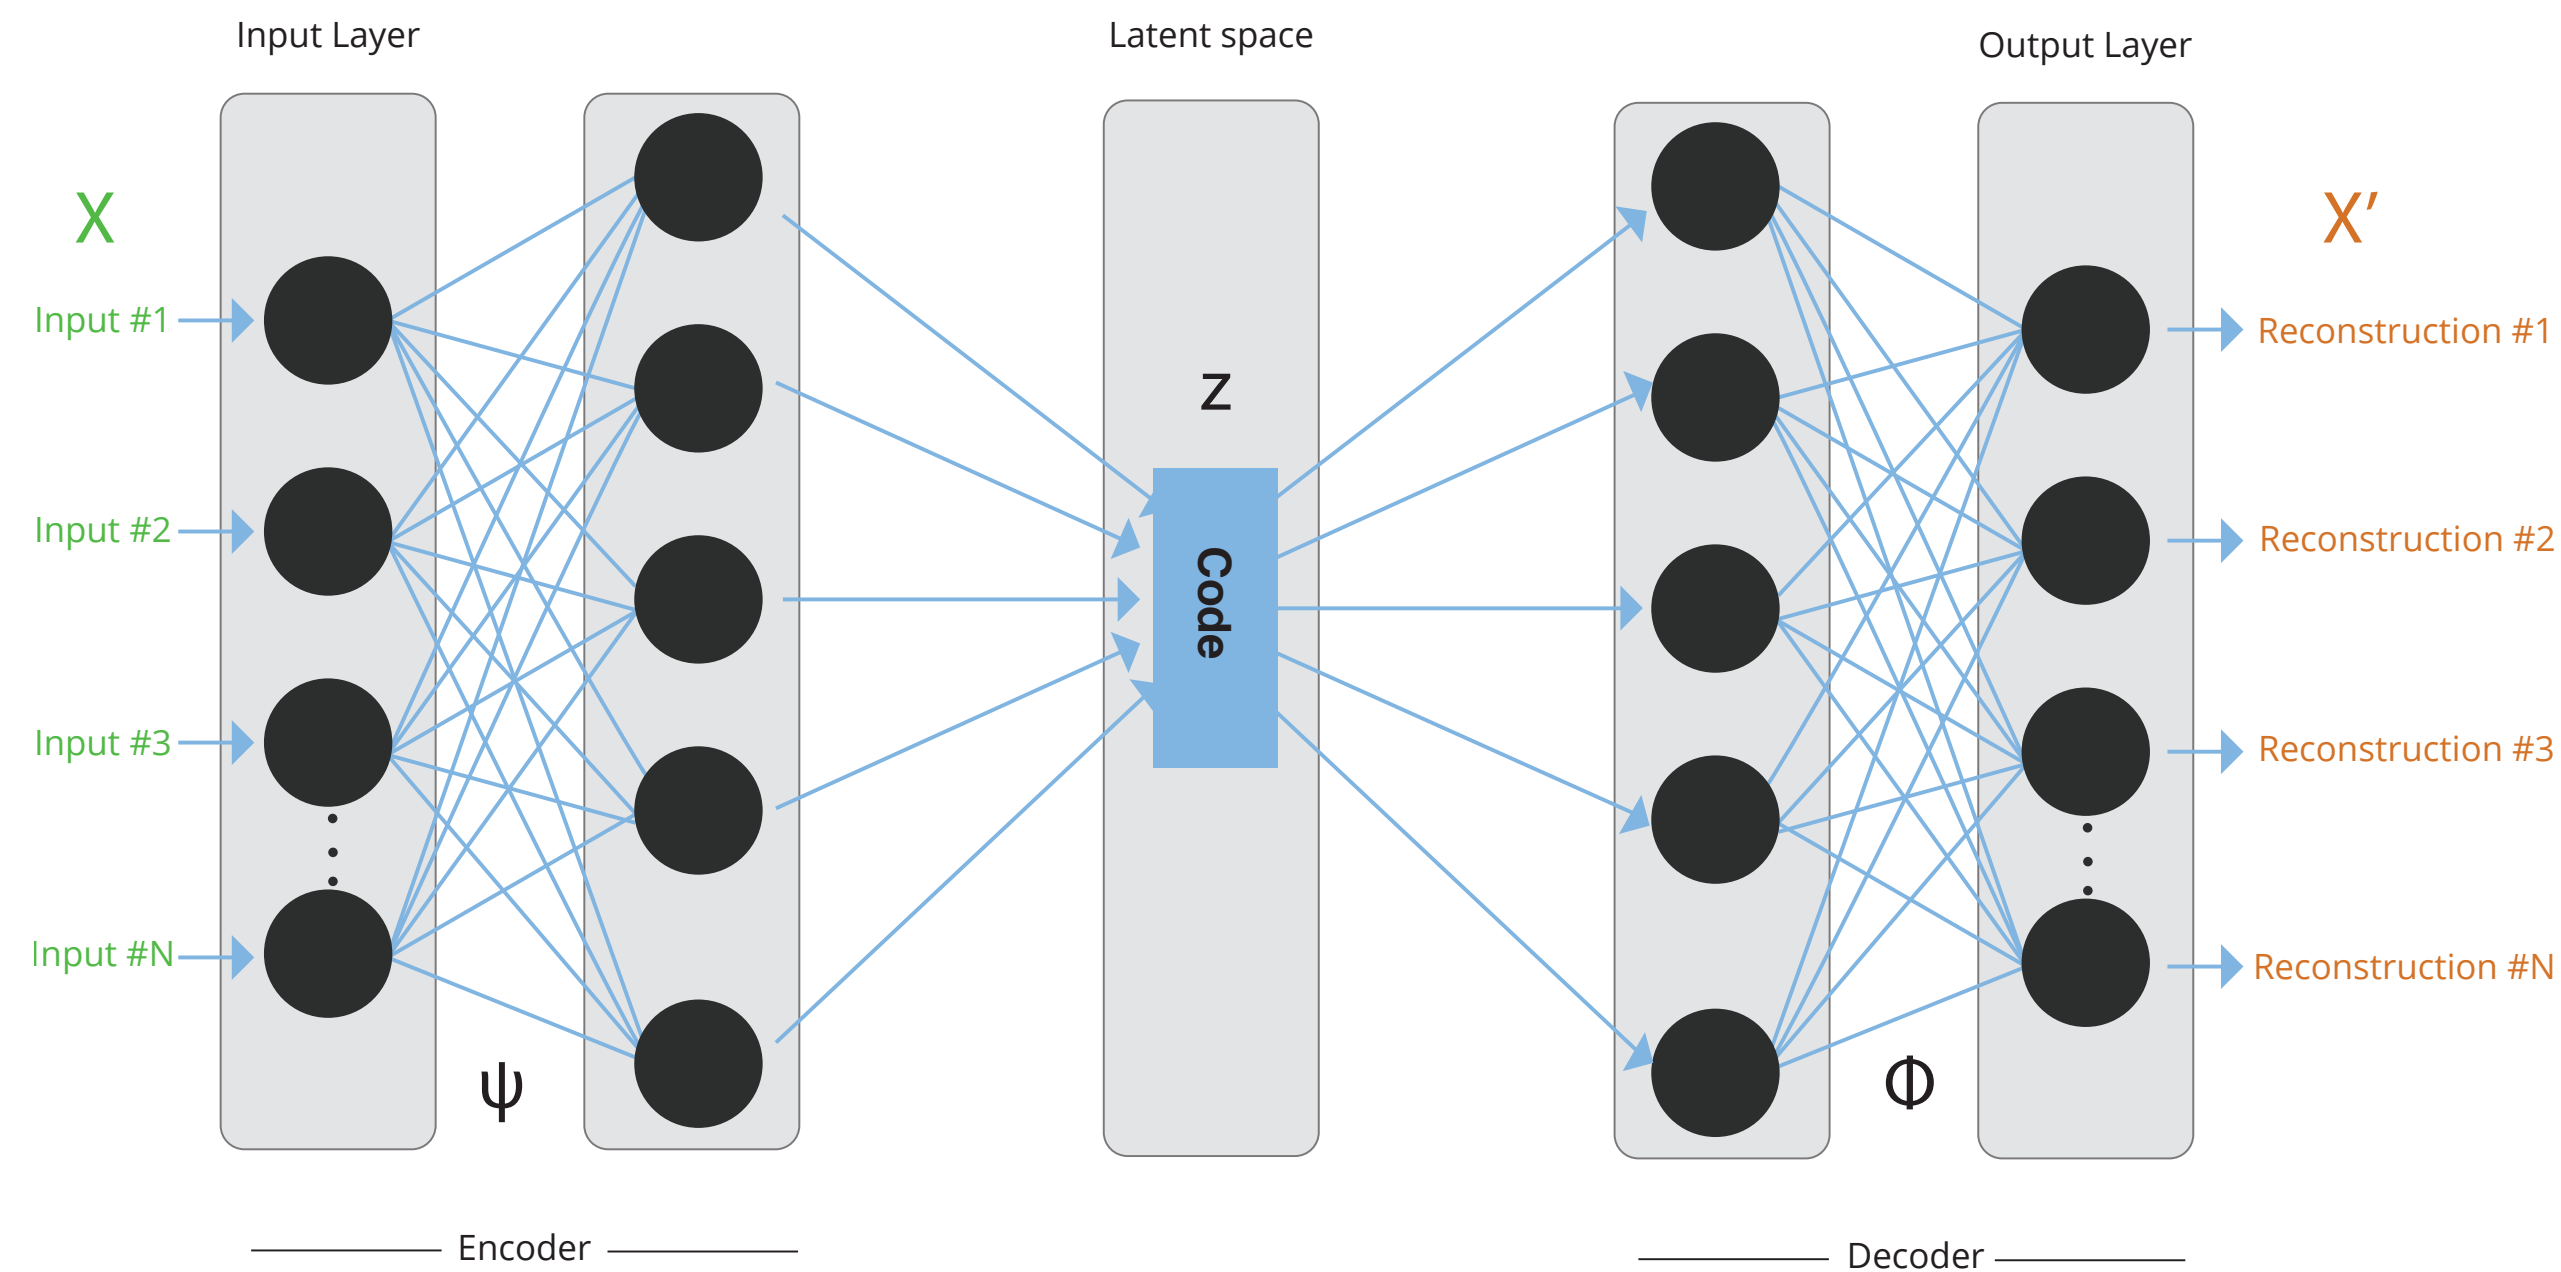 Input Layer
Latent space
Output Layer
X
Input #1
Input #2
Input #3
Input #N
ψ
z
Code
Φ
X′
Reconstruction #1
Reconstruction #2
Reconstruction #3
Reconstruction #N
Encoder
Decoder